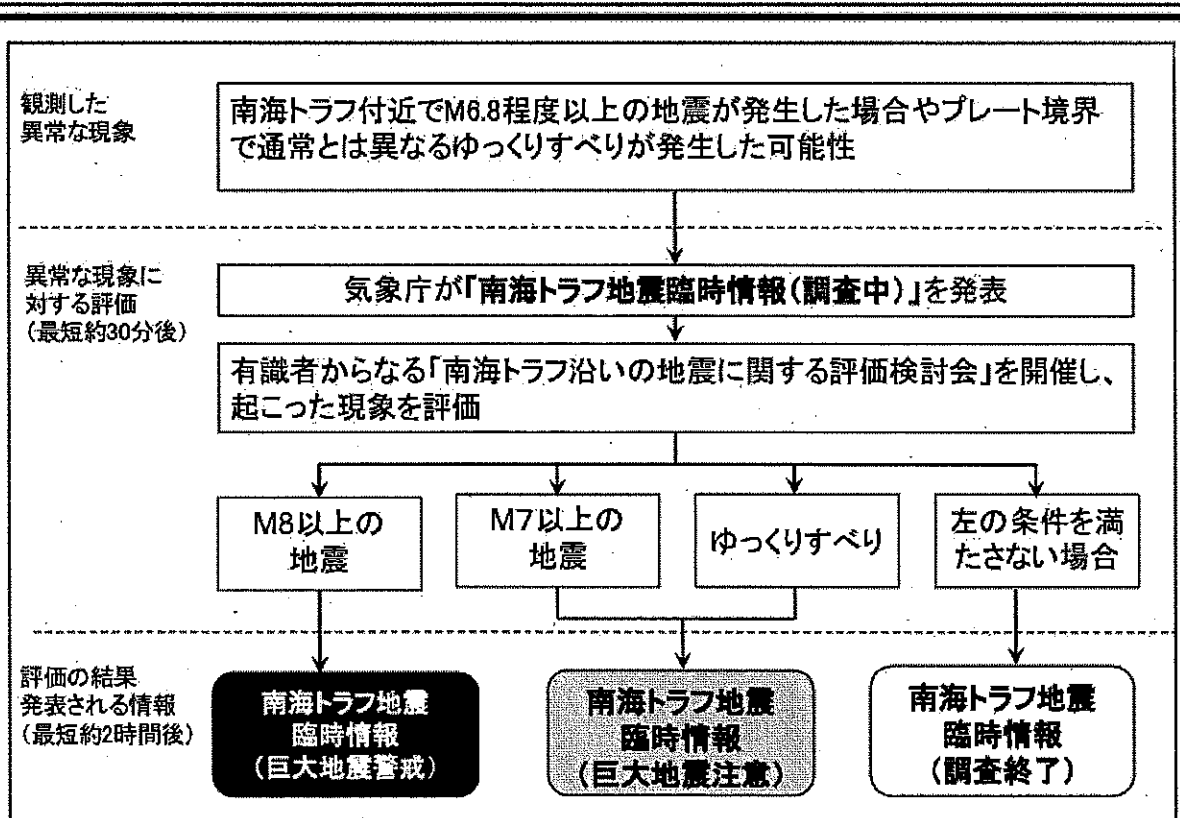 観測した
異常な現象
南海トラフ付近でM6.8程度以上の地震が発生した場合やプレート境界
で通常とは異なるゆっくりすべりが発生した可能性
異常な現象に
対する評価
(最短約30分後)
気象庁が「南海トラフ地震臨時情報(調査中)」を発表
有識者からなる「南海トラフ沿いの地震に関する評価検討会」を開催し、
起こった現象を評価
M8以上の
地震
M7以上の
地震
ゆっくりすべり
左の条件を満
たさない場合
評価の結果
発表される情報
(最短約2時間後)
南海トラフ地震
臨時情報
(巨大地震警戒)
南海トラフ地震
臨時情報
(巨大地震注意)
南海トラフ地震
臨時情報
(調査終了)